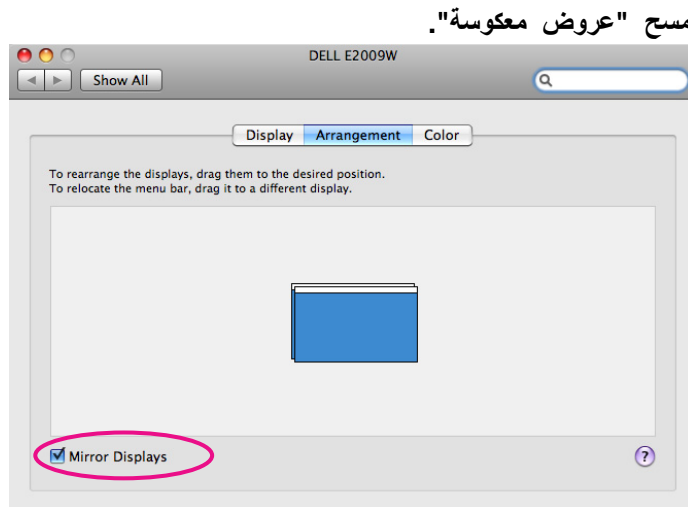 مسح "عروض معكوسة".
DELL E2009W
Show All
Display Arrangement Color
To rearrange the displays, drag them to the desired position.
To relocate the menu bar, drag it to a different display.
Mirror Displays
?